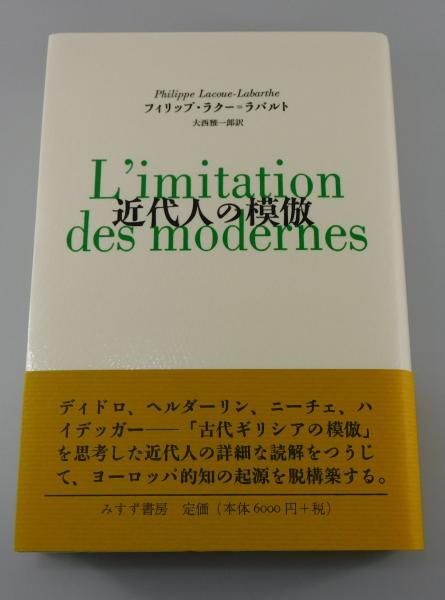 Philippe Lacoue-Labarthe
フィリップ・ラクー＝ラバルト
大西雅一郎訳
L'imitation
近代人の模倣
des modernes
ディドロ、ヘルダーリン、ニーチェ、ハ
イデッガー──「古代ギリシアの模倣」
を思考した近代人の詳細な読解をつうじ
て、ヨーロッパ的知の起源を脱構築する。
みすず書房 定価（本体6000円＋税）